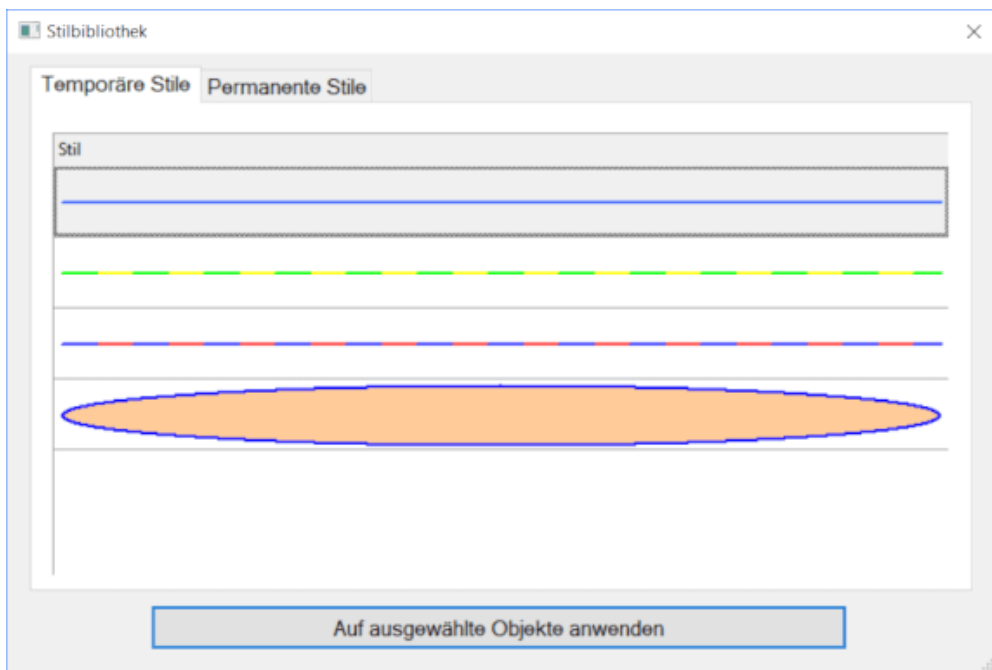 Stilbibliothek
Temporäre Stile Permanente Stile
Stil
Auf ausgewählte Objekte anwenden